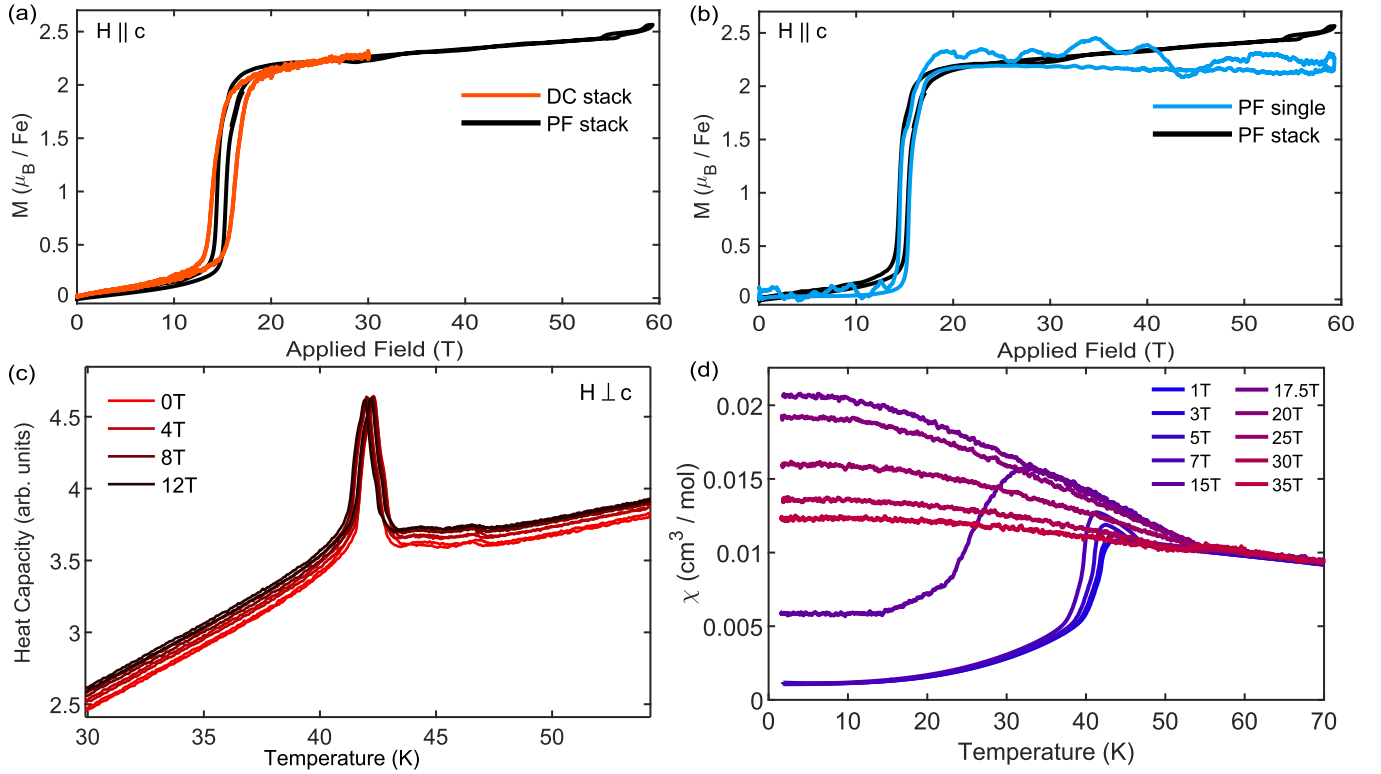 (a)
H || c
2.5
2
1.5
1
0.5
0
M (μB / Fe)
DC stack
PF stack
0 10 20 30 40 50 60
Applied Field (T)
(b)
H || c
2.5
2
1.5
1
0.5
0
M (μB / Fe)
PF single
PF stack
0 10 20 30 40 50 60
Applied Field (T)
(c)
H ⊥ c
4.5
4
3.5
3
2.5
Heat Capacity (arb. units)
0T
4T
8T
12T
30 35 40 45 50
Temperature (K)
(d)
0.02
0.015
0.01
0.005
0
χ (cm³ / mol)
1T 17.5T
3T 20T
5T 25T
7T 30T
15T 35T
0 10 20 30 40 50 60 70
Temperature (K)